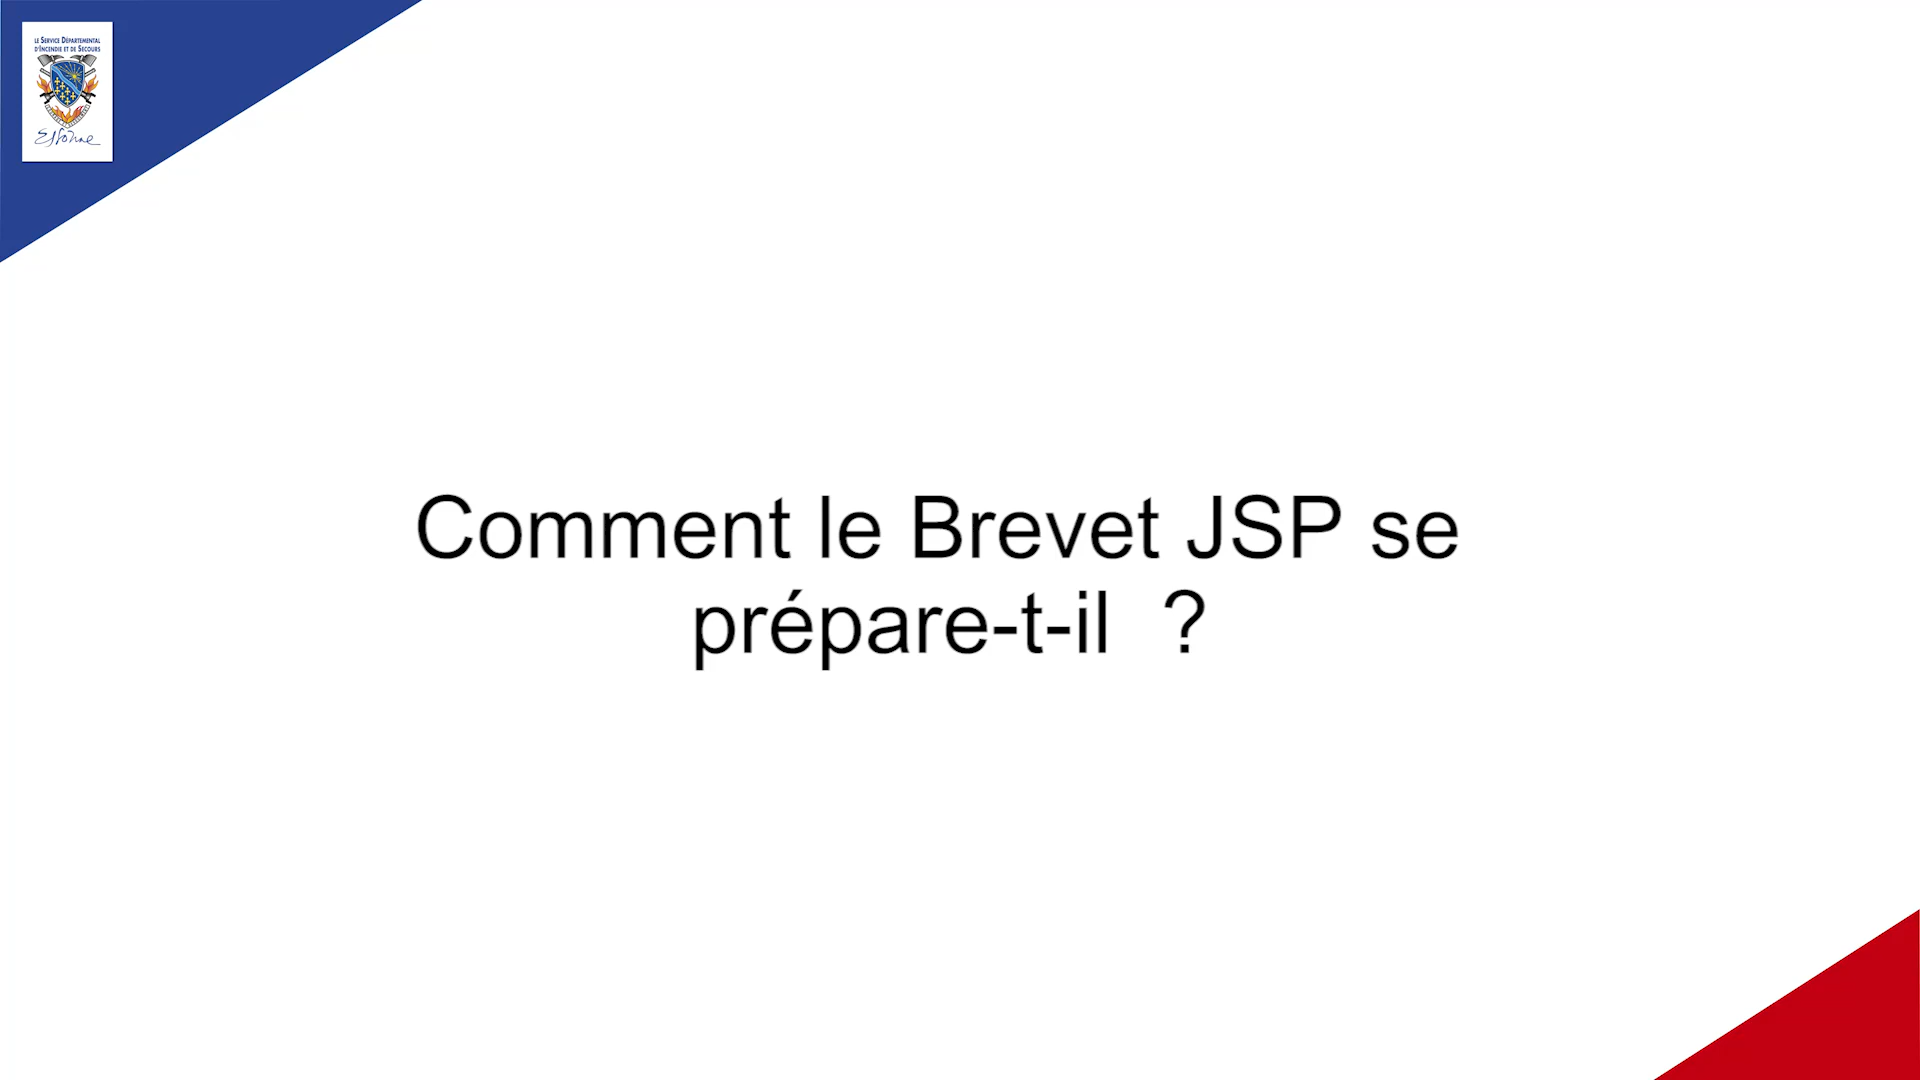 LE SERVICE DÉPARTEMENTAL
D'INCENDIE ET DE SECOURS
Essonne
Comment le Brevet JSP se
prépare-t-il  ?